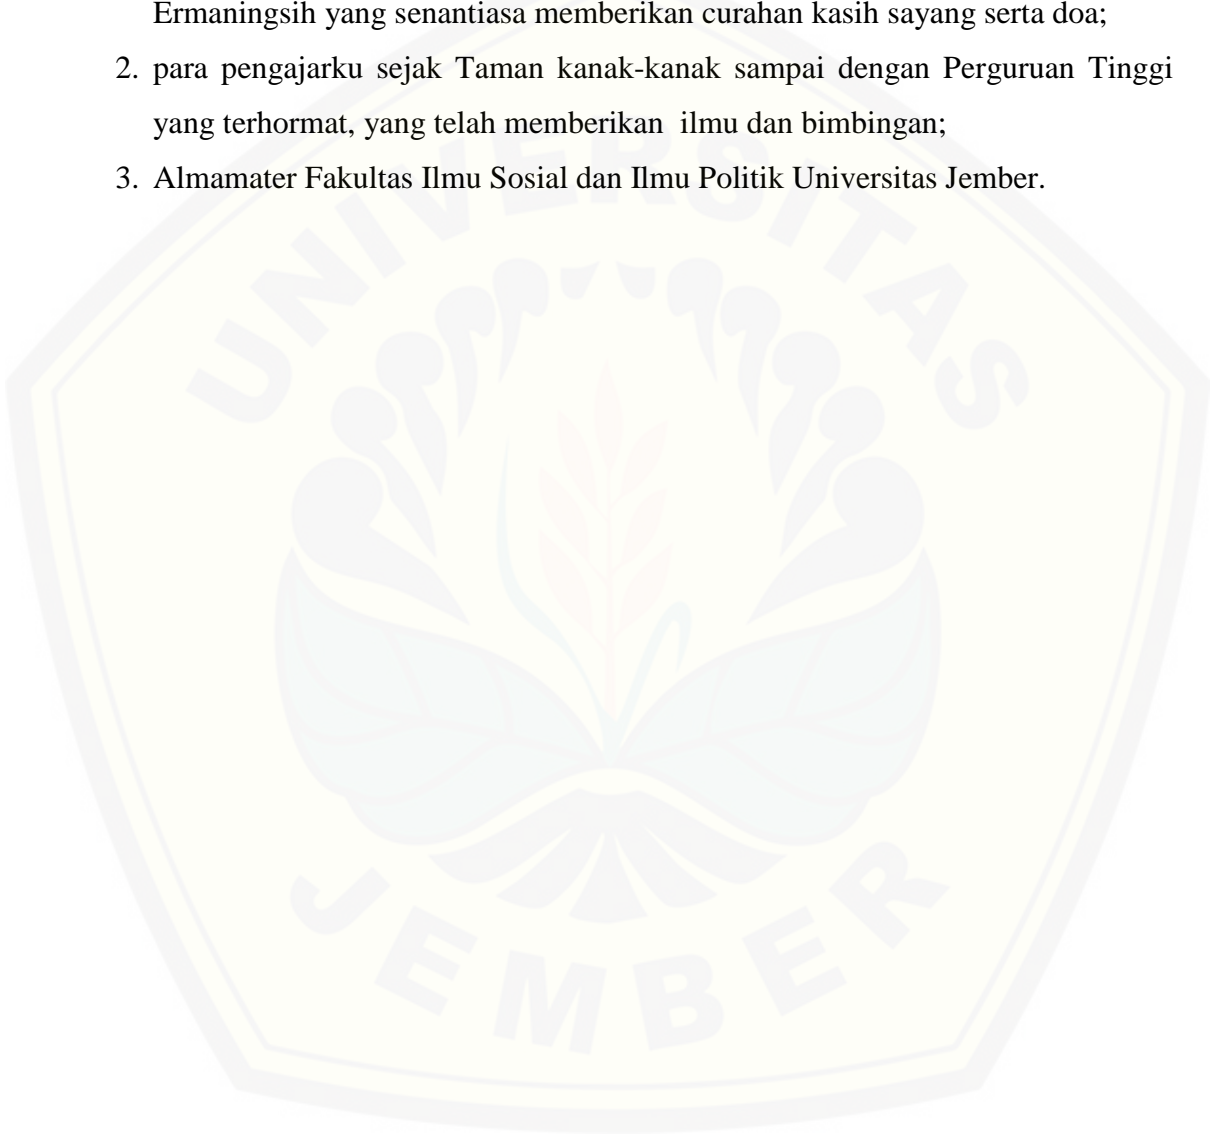 Ermaningsih yang senantiasa memberikan curahan kasih sayang serta doa;
2. para pengajarku sejak Taman kanak-kanak sampai dengan Perguruan Tinggi
yang terhormat, yang telah memberikan ilmu dan bimbingan;
3. Almamater Fakultas Ilmu Sosial dan Ilmu Politik Universitas Jember.
UNIVERSITAS
JEMBER